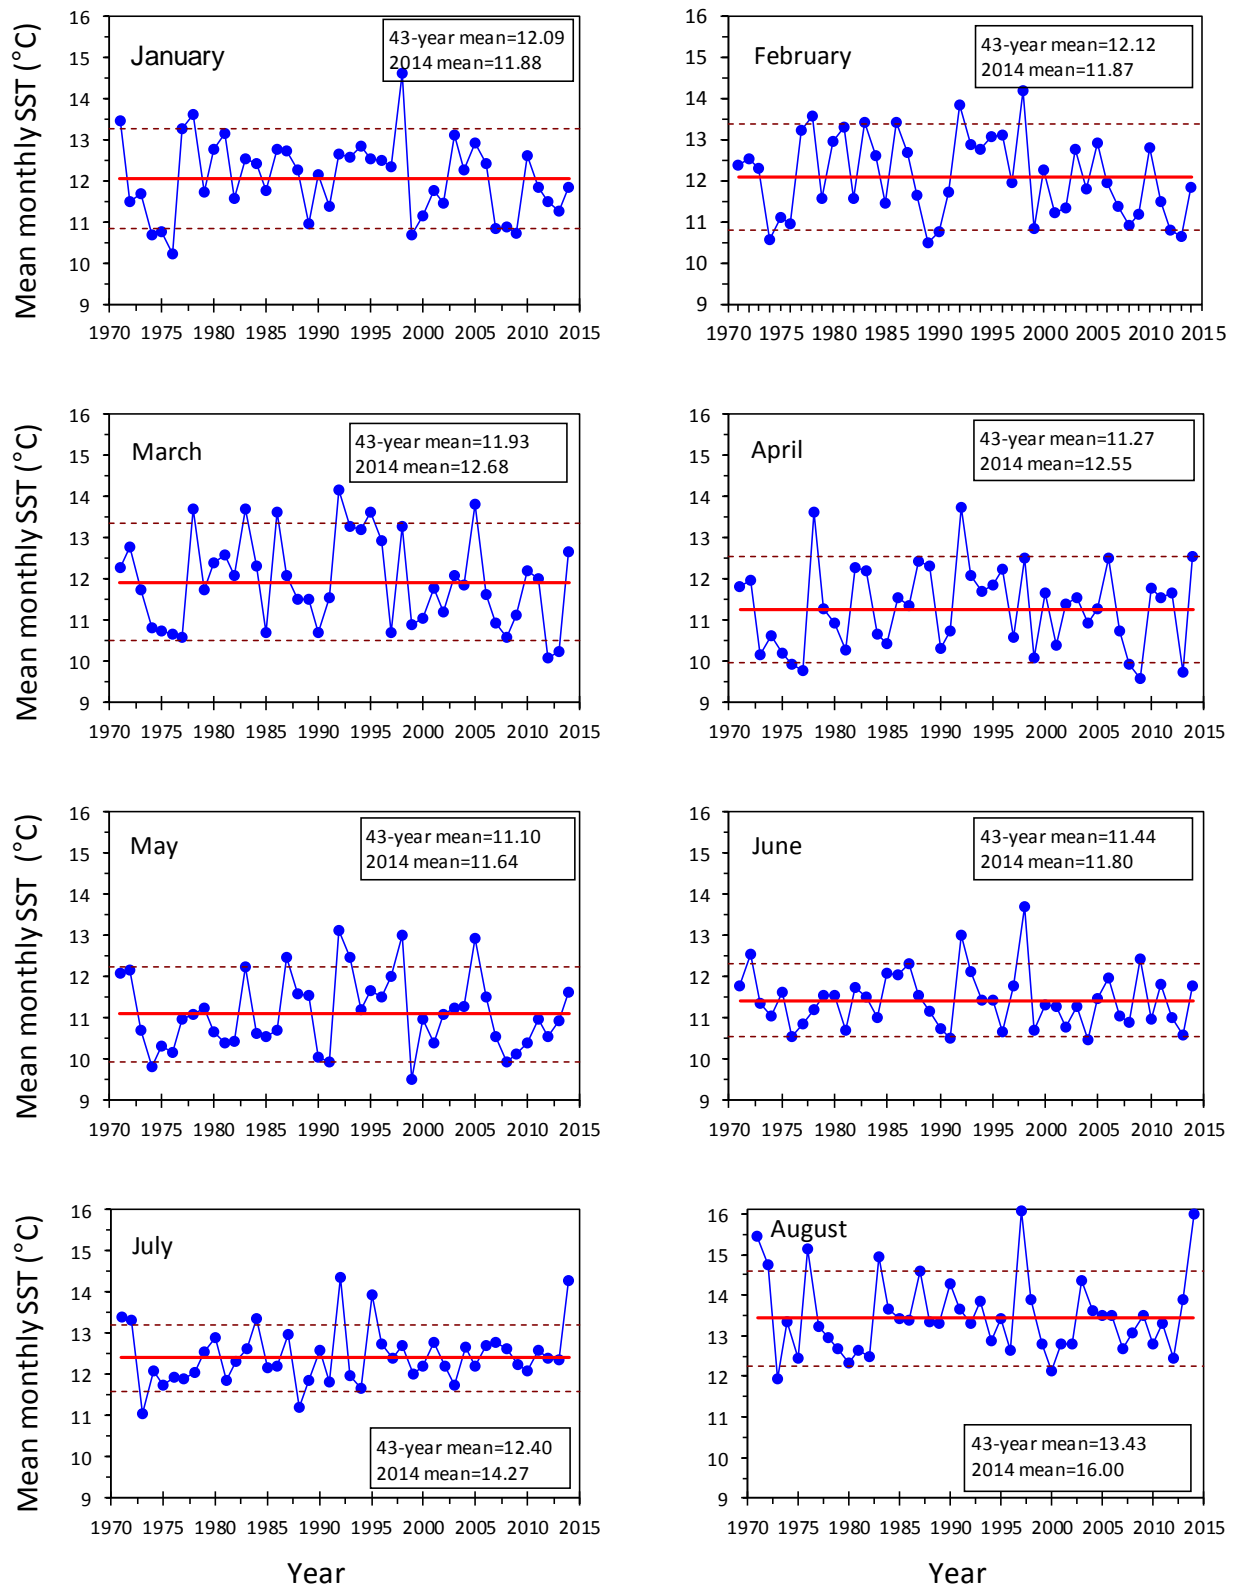 January
43-year mean=12.09
2014 mean=11.88
Mean monthly SST (°C)
16
15
14
13
12
11
10
9
1970 1975 1980 1985 1990 1995 2000 2005 2010 2015
February
43-year mean=12.12
2014 mean=11.87
16
15
14
13
12
11
10
9
1970 1975 1980 1985 1990 1995 2000 2005 2010 2015
March
43-year mean=11.93
2014 mean=12.68
Mean monthly SST (°C)
16
15
14
13
12
11
10
9
1970 1975 1980 1985 1990 1995 2000 2005 2010 2015
April
43-year mean=11.27
2014 mean=12.55
16
15
14
13
12
11
10
9
1970 1975 1980 1985 1990 1995 2000 2005 2010 2015
May
43-year mean=11.10
2014 mean=11.64
Mean monthly SST (°C)
16
15
14
13
12
11
10
9
1970 1975 1980 1985 1990 1995 2000 2005 2010 2015
June
43-year mean=11.44
2014 mean=11.80
16
15
14
13
12
11
10
9
1970 1975 1980 1985 1990 1995 2000 2005 2010 2015
July
43-year mean=12.40
2014 mean=14.27
Mean monthly SST (°C)
16
15
14
13
12
11
10
9
1970 1975 1980 1985 1990 1995 2000 2005 2010 2015
Year
August
43-year mean=13.43
2014 mean=16.00
16
15
14
13
12
11
10
9
1970 1975 1980 1985 1990 1995 2000 2005 2010 2015
Year